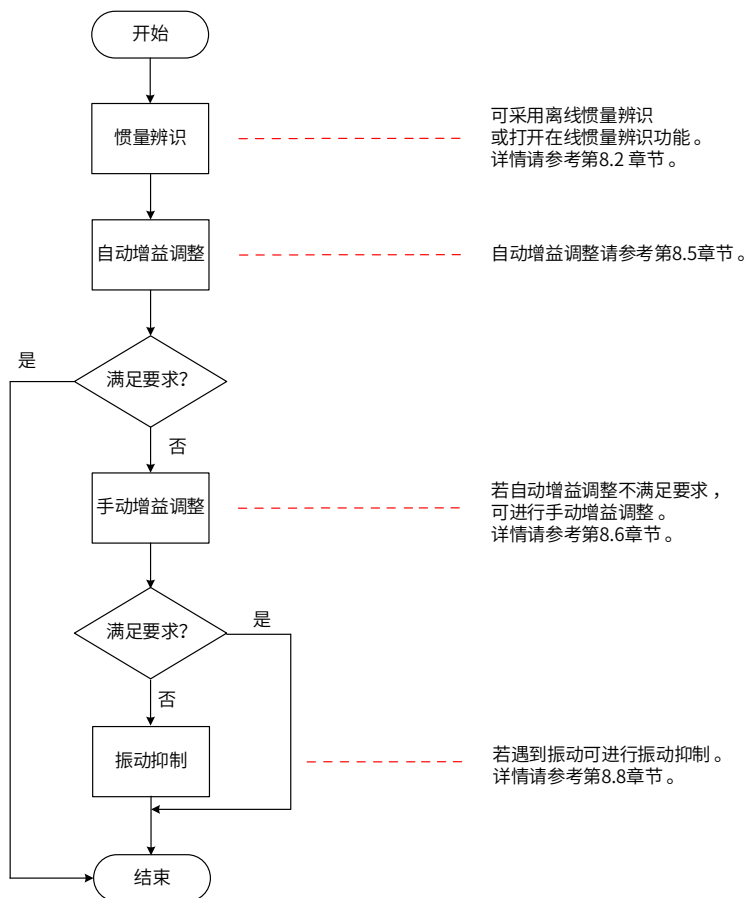 开始
惯量辨识
可采用离线惯量辨识
或打开在线惯量辨识功能。
详情请参考第8.2 章节。
自动增益调整
自动增益调整请参考第8.5章节。
是
满足要求?
否
手动增益调整
若自动增益调整不满足要求，
可进行手动增益调整。
详情请参考第8.6章节。
满足要求?
是
否
振动抑制
若遇到振动可进行振动抑制。
详情请参考第8.8章节。
结束